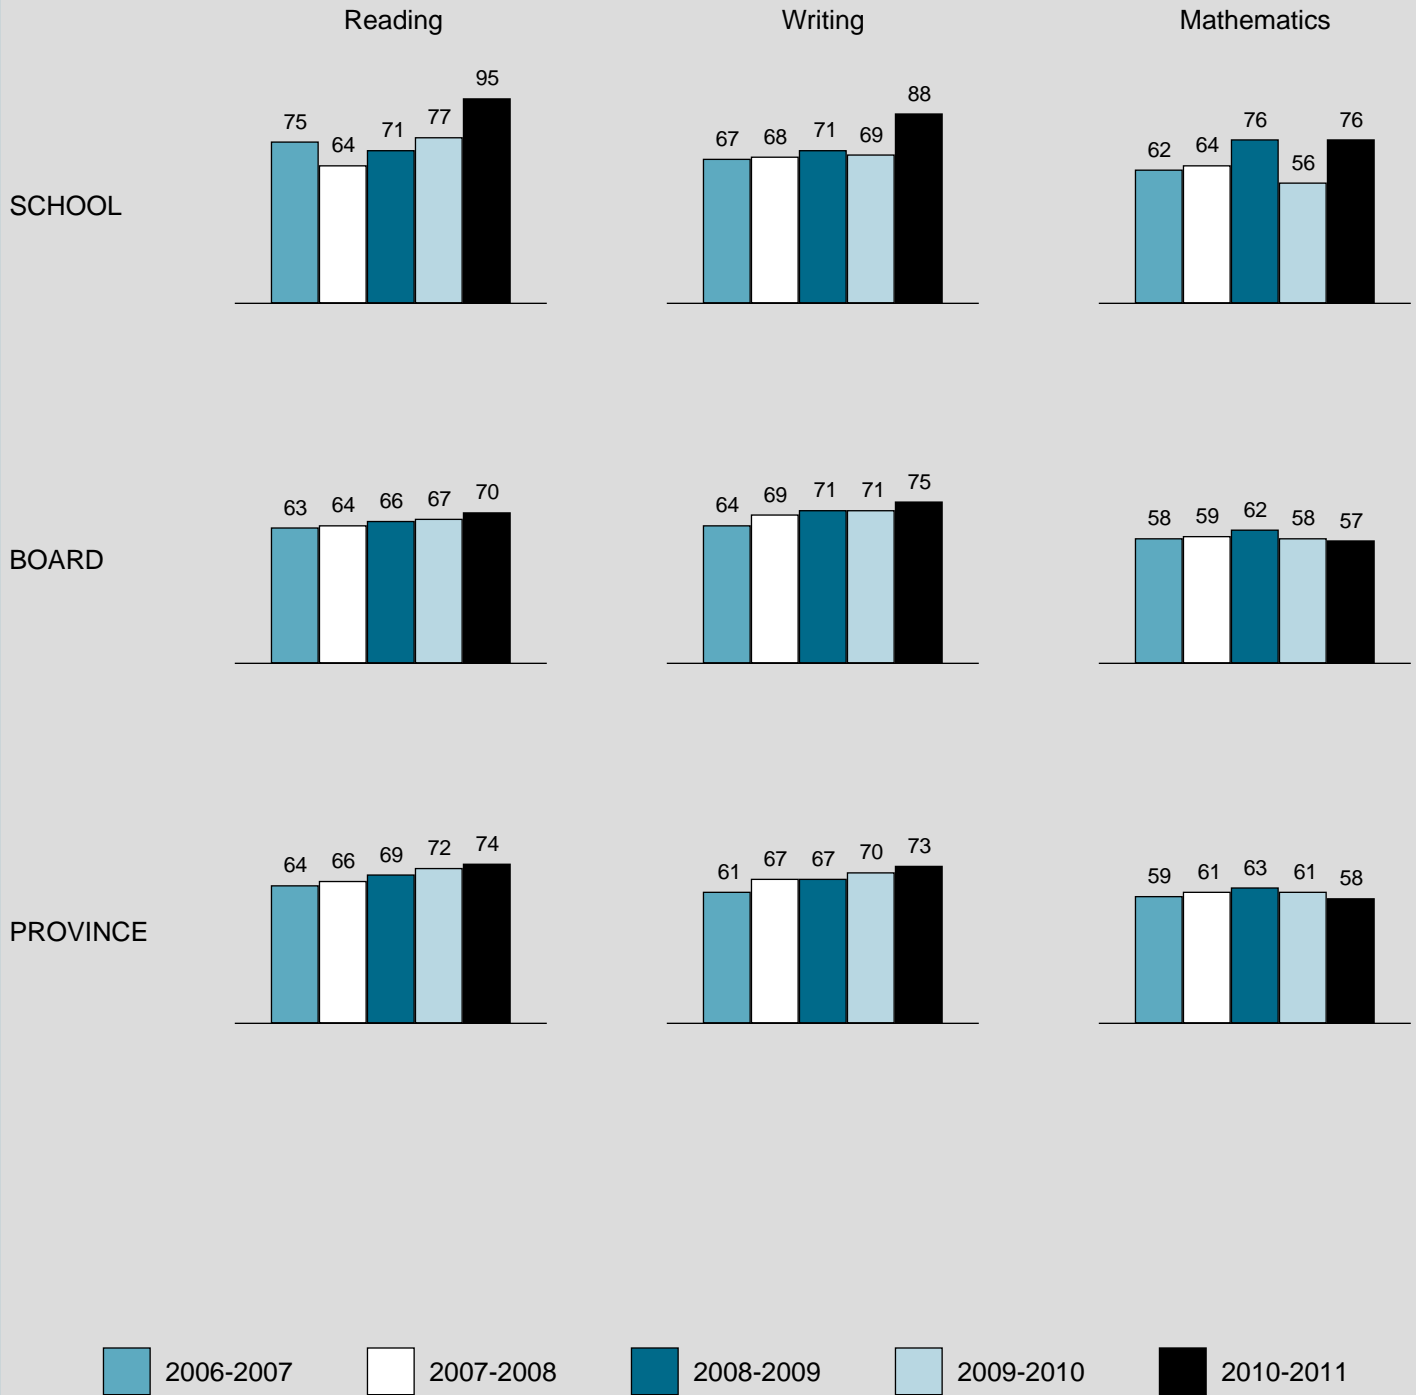 Reading Writing Mathematics
SCHOOL
75 64 71 77 95
67 68 71 69 88
62 64 76 56 76
BOARD
63 64 66 67 70
64 69 71 71 75
58 59 62 58 57
PROVINCE
64 66 69 72 74
61 67 67 70 73
59 61 63 61 58
2006-2007 2007-2008 2008-2009 2009-2010 2010-2011